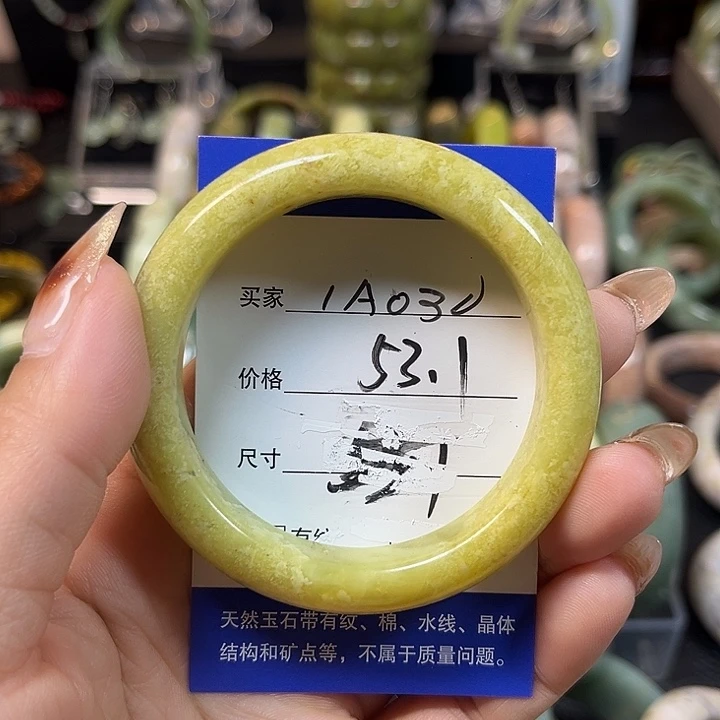 买家 1A03d
价格 53.1
尺寸
天然玉石带有纹、棉、水线、晶体
结构和矿点等，不属于质量问题。